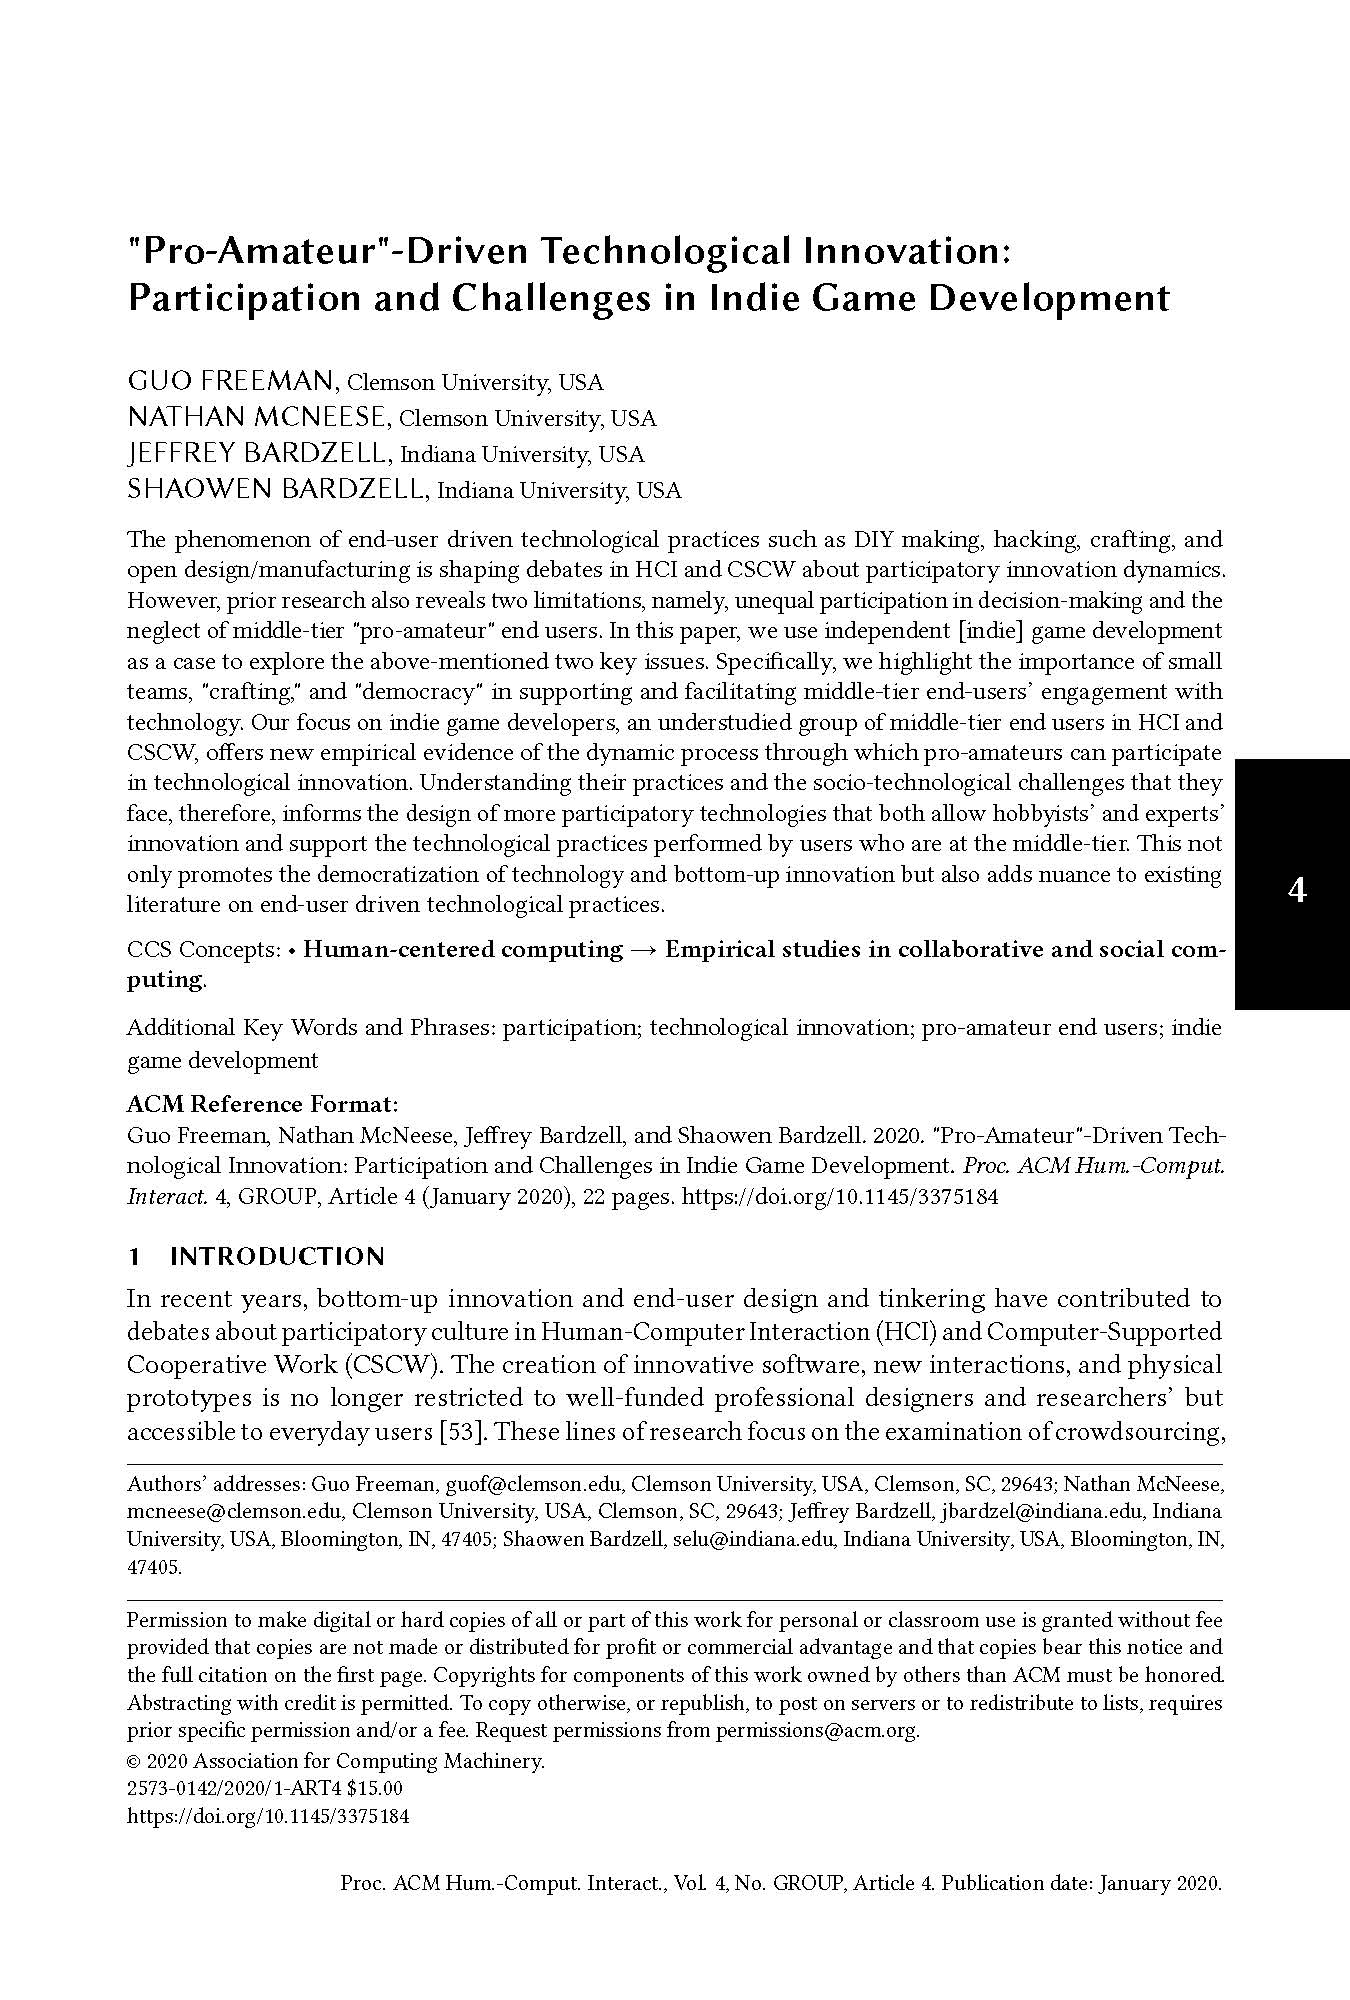 "Pro-Amateur"-Driven Technological Innovation:
Participation and Challenges in Indie Game Development
GUO FREEMAN, Clemson University, USA
NATHAN MCNEESE, Clemson University, USA
JEFFREY BARDZELL, Indiana University, USA
SHAOWEN BARDZELL, Indiana University, USA
The phenomenon of end-user driven technological practices such as DIY making, hacking, crafting, and
open design/manufacturing is shaping debates in HCI and CSCW about participatory innovation dynamics.
However, prior research also reveals two limitations, namely, unequal participation in decision-making and the
neglect of middle-tier "pro-amateur" end users. In this paper, we use independent [indie] game development
as a case to explore the above-mentioned two key issues. Specifically, we highlight the importance of small
teams, "crafting," and "democracy" in supporting and facilitating middle-tier end-users’ engagement with
technology. Our focus on indie game developers, an understudied group of middle-tier end users in HCI and
CSCW, offers new empirical evidence of the dynamic process through which pro-amateurs can participate
in technological innovation. Understanding their practices and the socio-technological challenges that they
face, therefore, informs the design of more participatory technologies that both allow hobbyists’ and experts’
innovation and support the technological practices performed by users who are at the middle-tier. This not
only promotes the democratization of technology and bottom-up innovation but also adds nuance to existing
literature on end-user driven technological practices.
4
CCS Concepts: • Human-centered computing → Empirical studies in collaborative and social com-
puting.
Additional Key Words and Phrases: participation; technological innovation; pro-amateur end users; indie
game development
ACM Reference Format:
Guo Freeman, Nathan McNeese, Jeffrey Bardzell, and Shaowen Bardzell. 2020. "Pro-Amateur"-Driven Tech-
nological Innovation: Participation and Challenges in Indie Game Development. Proc. ACM Hum.-Comput.
Interact. 4, GROUP, Article 4 (January 2020), 22 pages. https://doi.org/10.1145/3375184
1 INTRODUCTION
In recent years, bottom-up innovation and end-user design and tinkering have contributed to
debates about participatory culture in Human-Computer Interaction (HCI) and Computer-Supported
Cooperative Work (CSCW). The creation of innovative software, new interactions, and physical
prototypes is no longer restricted to well-funded professional designers and researchers’ but
accessible to everyday users [53]. These lines of research focus on the examination of crowdsourcing,
Authors’ addresses: Guo Freeman, guof@clemson.edu, Clemson University, USA, Clemson, SC, 29643; Nathan McNeese,
mcneese@clemson.edu, Clemson University, USA, Clemson, SC, 29643; Jeffrey Bardzell, jbardzel@indiana.edu, Indiana
University, USA, Bloomington, IN, 47405; Shaowen Bardzell, selu@indiana.edu, Indiana University, USA, Bloomington, IN,
47405.
Permission to make digital or hard copies of all or part of this work for personal or classroom use is granted without fee
provided that copies are not made or distributed for profit or commercial advantage and that copies bear this notice and
the full citation on the first page. Copyrights for components of this work owned by others than ACM must be honored.
Abstracting with credit is permitted. To copy otherwise, or republish, to post on servers or to redistribute to lists, requires
prior specific permission and/or a fee. Request permissions from permissions@acm.org.
© 2020 Association for Computing Machinery.
2573-0142/2020/1-ART4 $15.00
https://doi.org/10.1145/3375184
Proc. ACM Hum.-Comput. Interact., Vol. 4, No. GROUP, Article 4. Publication date: January 2020.